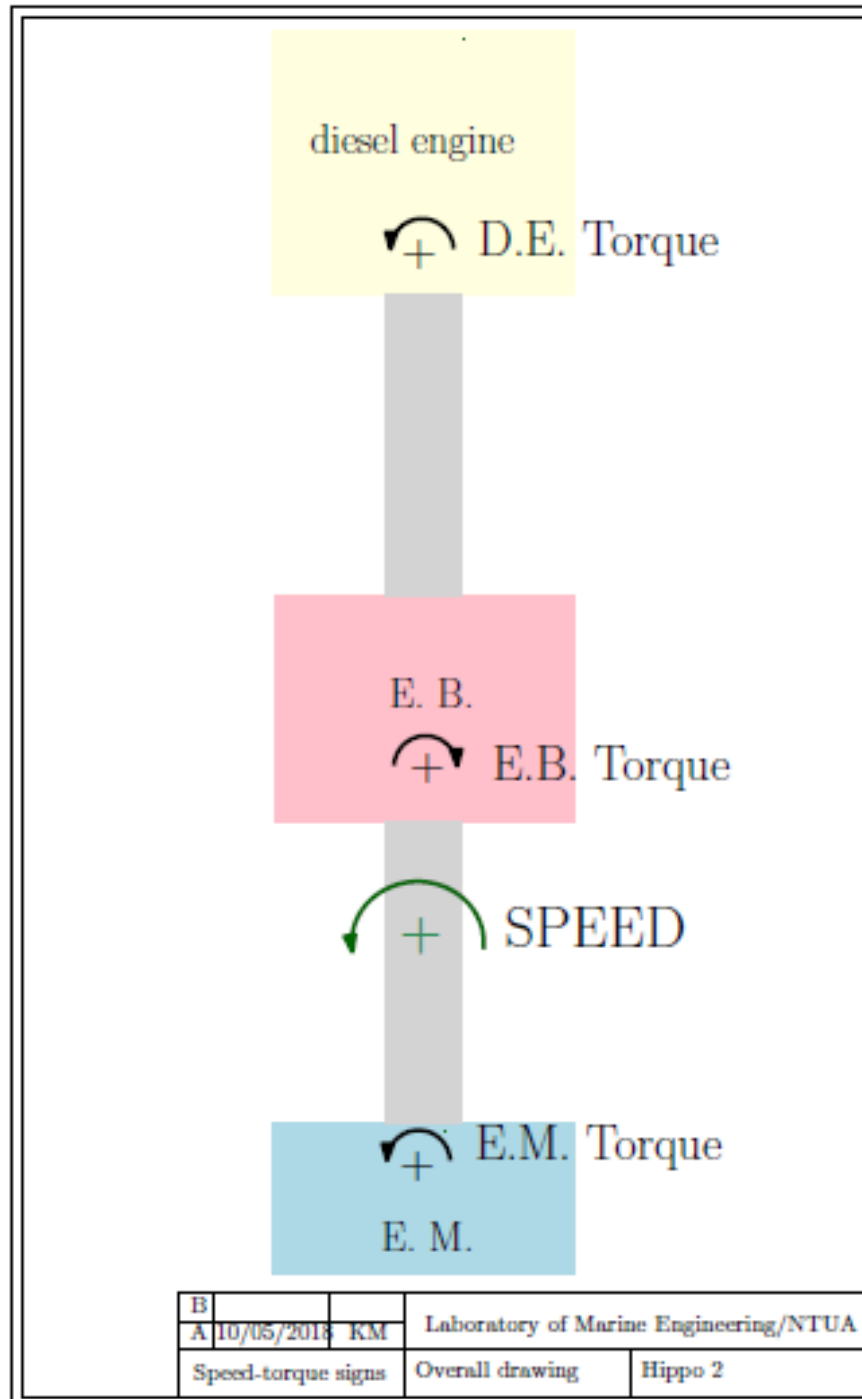 diesel engine
+ D.E. Torque
E. B.
+ E.B. Torque
+ SPEED
+ E.M. Torque
E. M.
B
A 10/05/2018 KM
Laboratory of Marine Engineering/NTUA
Speed-torque signs Overall drawing Hippo 2